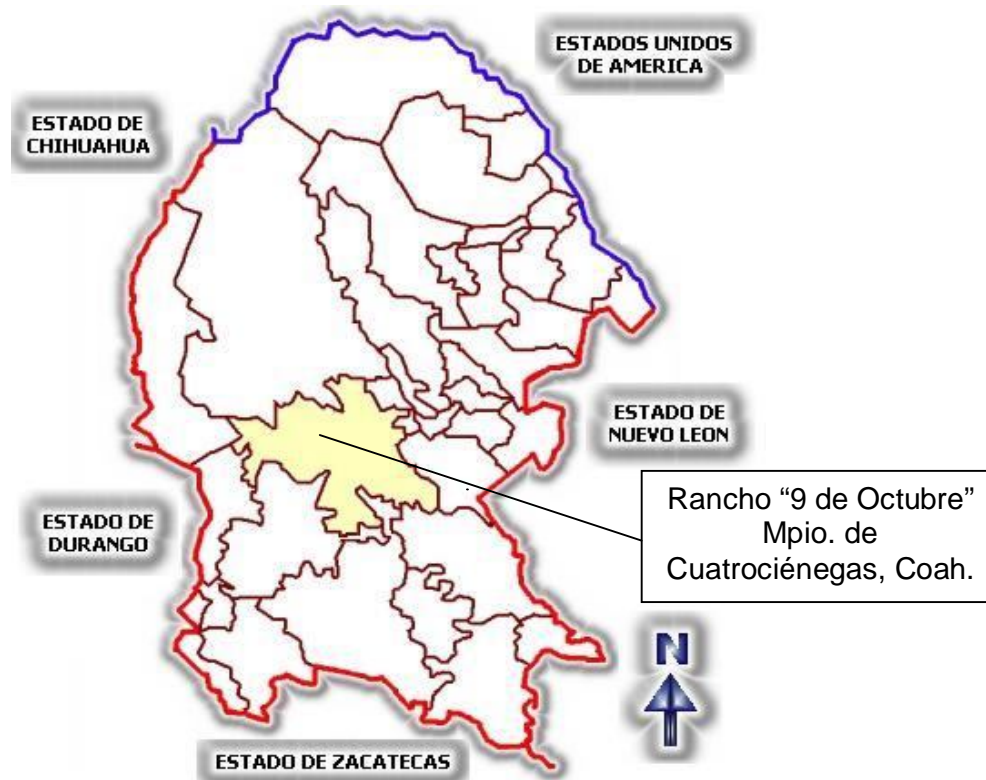 ESTADOS UNIDOS
DE AMERICA
ESTADO DE
CHIHUAHUA
ESTADO DE
NUEVO LEON
Rancho “9 de Octubre”
Mpio. de
Cuatrociénegas, Coah.
ESTADO DE
DURANGO
N
ESTADO DE ZACATECAS